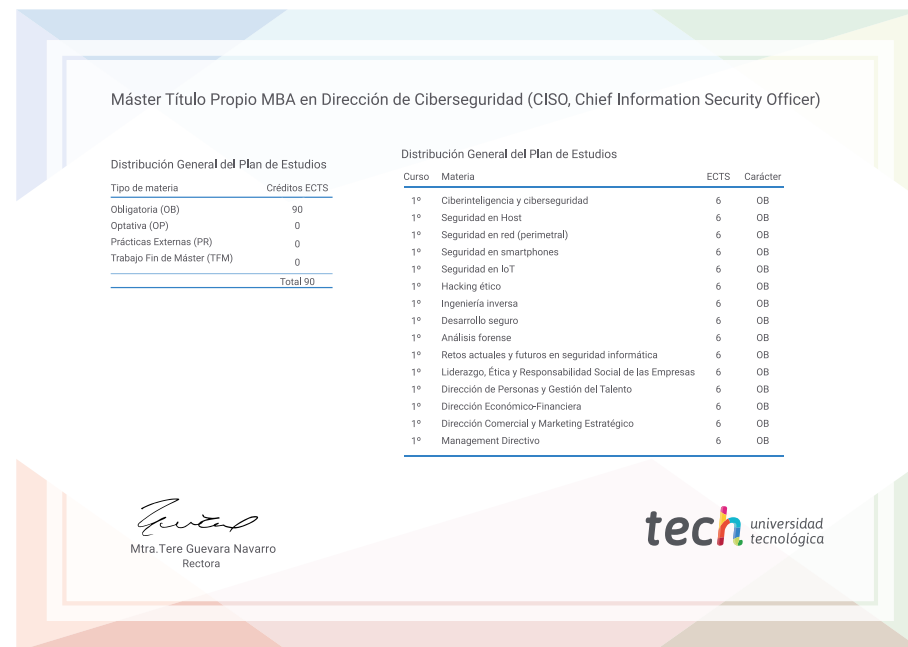 Máster Título Propio MBA en Dirección de Ciberseguridad (CISO, Chief Information Security Officer)
Distribución General del Plan de Estudios
Tipo de materia Créditos ECTS
Obligatoria (OB) 90
Optativa (OP) 0
Prácticas Externas (PR) 0
Trabajo Fin de Máster (TFM) 0
Total 90
Distribución General del Plan de Estudios
Curso Materia ECTS Carácter
1º Ciberinteligencia y ciberseguridad 6 OB
1º Seguridad en Host 6 OB
1º Seguridad en red (perimetral) 6 OB
1º Seguridad en smartphones 6 OB
1º Seguridad en IoT 6 OB
1º Hacking ético 6 OB
1º Ingeniería inversa 6 OB
1º Desarrollo seguro 6 OB
1º Análisis forense 6 OB
1º Retos actuales y futuros en seguridad informática 6 OB
1º Liderazgo, Ética y Responsabilidad Social de las Empresas 6 OB
1º Dirección de Personas y Gestión del Talento 6 OB
1º Dirección Económico-Financiera 6 OB
1º Dirección Comercial y Marketing Estratégico 6 OB
1º Management Directivo 6 OB
Mtra.Tere Guevara Navarro
Rectora
tech universidad
tecnológica